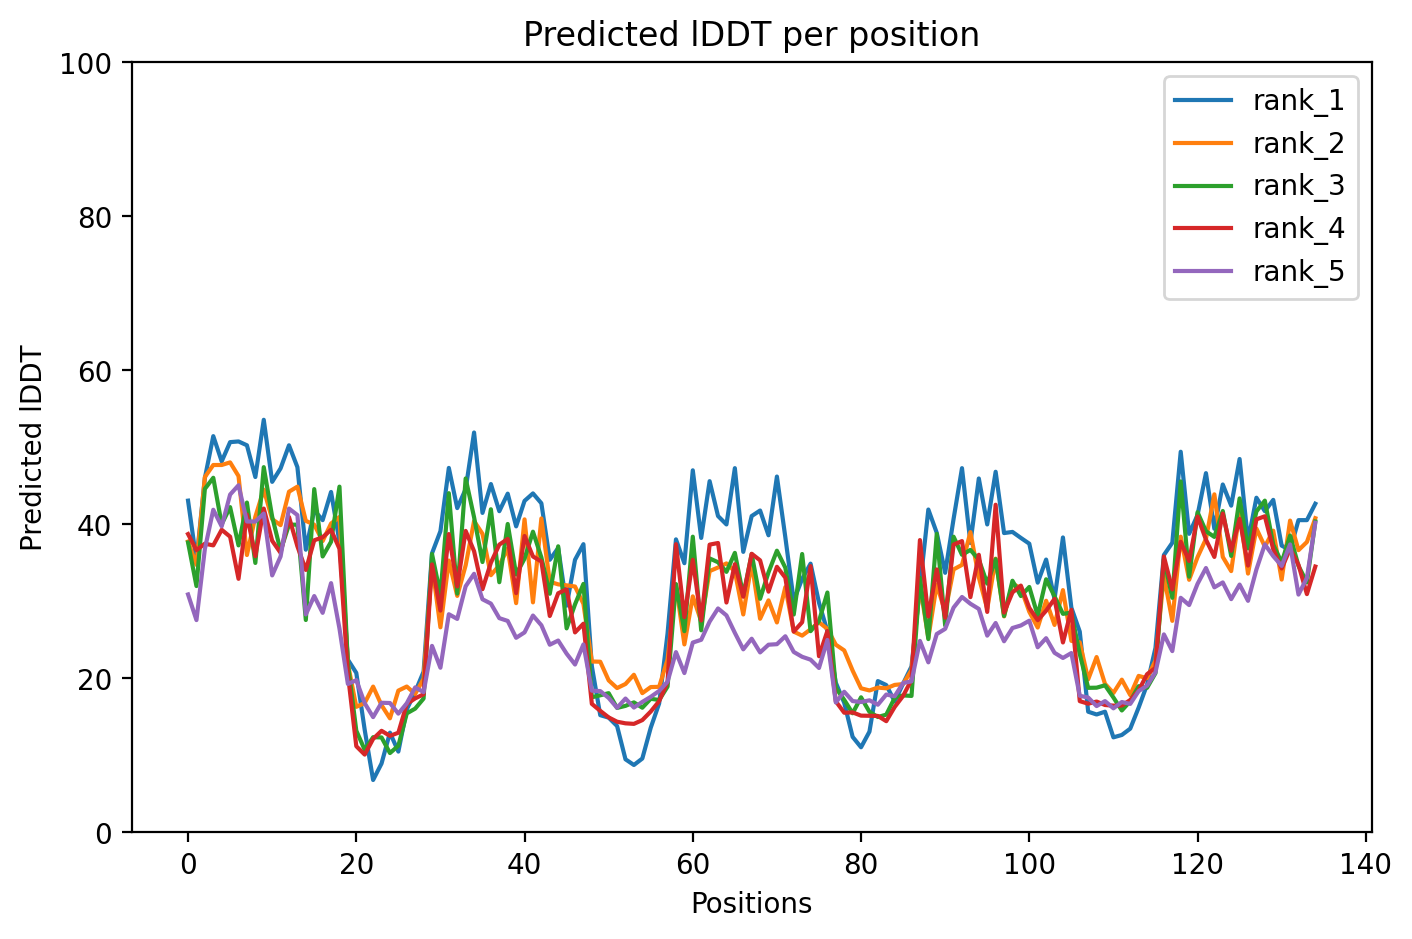 Predicted lDDT per position
100
80
60
40
20
0
Predicted lDDT
rank_1
rank_2
rank_3
rank_4
rank_5
0 20 40 60 80 100 120 140
Positions